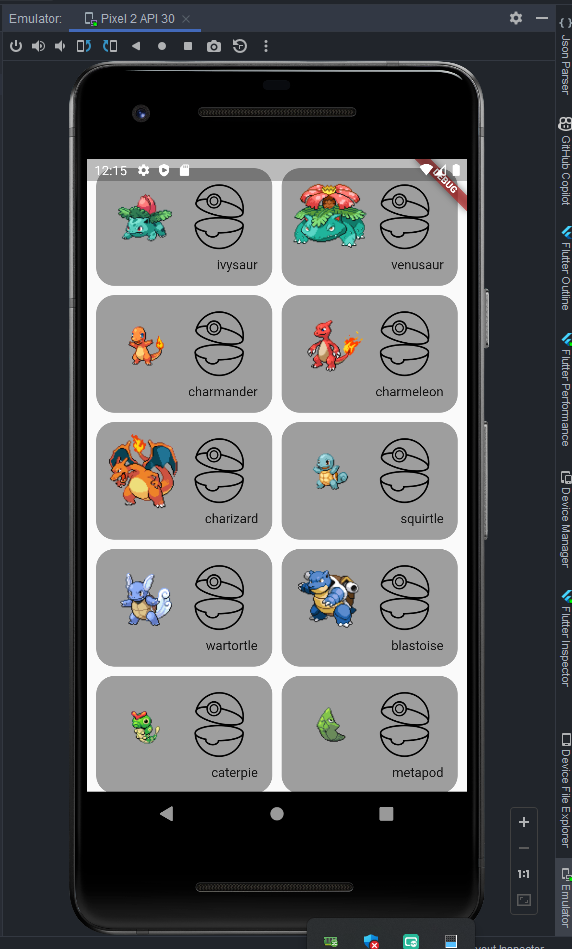 Emulator: Pixel 2 API 30
12:15
DEBUG
ivysaur venusaur
charmander charmeleon
charizard squirtle
wartortle blastoise
caterpie metapod
1:1
Json Parser
GitHub Copilot
Flutter Outline
Flutter Performance
Device Manager
Flutter Inspector
Device File Explorer
Emulator
Inspector